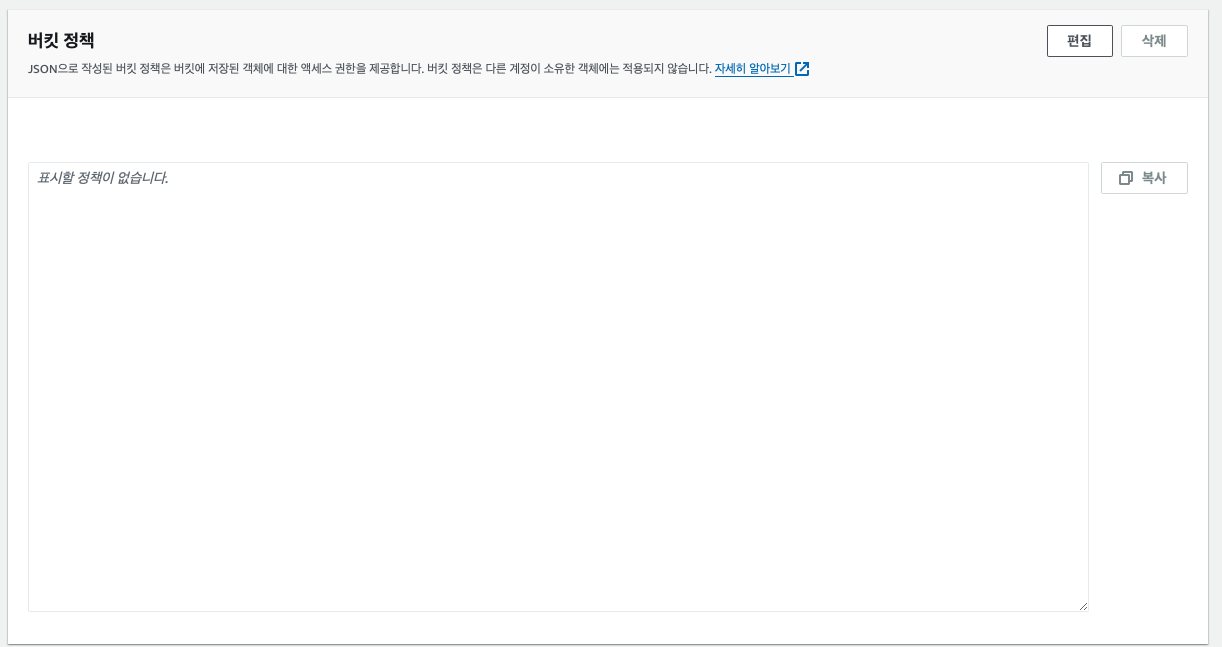 버킷 정책
편집
삭제
JSON으로 작성된 버킷 정책은 버킷에 저장된 객체에 대한 액세스 권한을 제공합니다. 버킷 정책은 다른 계정이 소유한 객체에는 적용되지 않습니다. 자세히 알아보기
표시할 정책이 없습니다.
복사